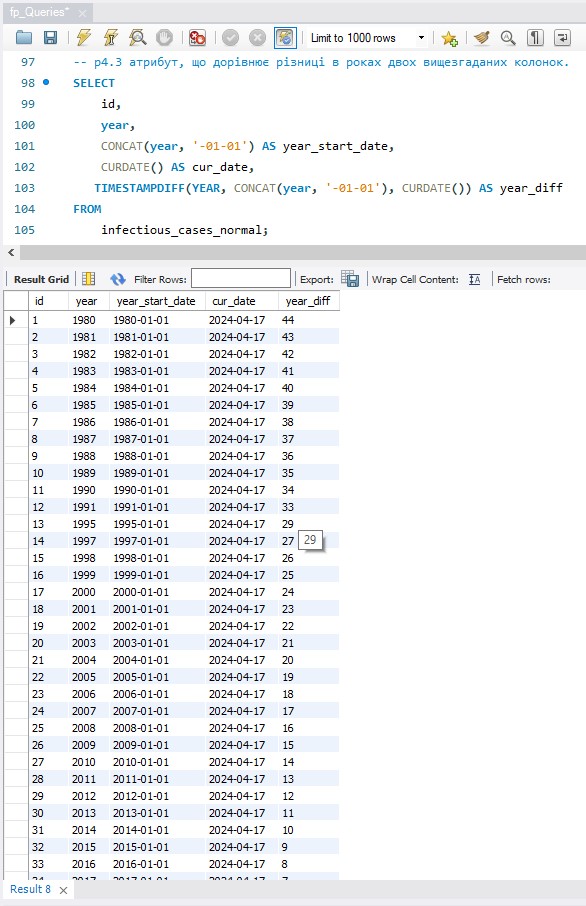 fp_Queries*
Limit to 1000 rows
97 -- p4.3 атрибут, що дорівнює різниці в роках двох вищезгаданих колонок.
98 SELECT
99 id,
100 year,
101 CONCAT(year, '-01-01') AS year_start_date,
102 CURDATE() AS cur_date,
103 TIMESTAMPDIFF(YEAR, CONCAT(year, '-01-01'), CURDATE()) AS year_diff
104 FROM
105 infectious_cases_normal;
Result Grid Filter Rows: Export: Wrap Cell Content: Fetch rows:
id year year_start_date cur_date year_diff
1 1980 1980-01-01 2024-04-17 44
2 1981 1981-01-01 2024-04-17 43
3 1982 1982-01-01 2024-04-17 42
4 1983 1983-01-01 2024-04-17 41
5 1984 1984-01-01 2024-04-17 40
6 1985 1985-01-01 2024-04-17 39
7 1986 1986-01-01 2024-04-17 38
8 1987 1987-01-01 2024-04-17 37
9 1988 1988-01-01 2024-04-17 36
10 1989 1989-01-01 2024-04-17 35
11 1990 1990-01-01 2024-04-17 34
12 1991 1991-01-01 2024-04-17 33
13 1995 1995-01-01 2024-04-17 29
14 1997 1997-01-01 2024-04-17 27 29
15 1998 1998-01-01 2024-04-17 26
16 1999 1999-01-01 2024-04-17 25
17 2000 2000-01-01 2024-04-17 24
18 2001 2001-01-01 2024-04-17 23
19 2002 2002-01-01 2024-04-17 22
20 2003 2003-01-01 2024-04-17 21
21 2004 2004-01-01 2024-04-17 20
22 2005 2005-01-01 2024-04-17 19
23 2006 2006-01-01 2024-04-17 18
24 2007 2007-01-01 2024-04-17 17
25 2008 2008-01-01 2024-04-17 16
26 2009 2009-01-01 2024-04-17 15
27 2010 2010-01-01 2024-04-17 14
28 2011 2011-01-01 2024-04-17 13
29 2012 2012-01-01 2024-04-17 12
30 2013 2013-01-01 2024-04-17 11
31 2014 2014-01-01 2024-04-17 10
32 2015 2015-01-01 2024-04-17 9
33 2016 2016-01-01 2024-04-17 8
34 2017 2017-01-01 2024-04-17 7
Result 8